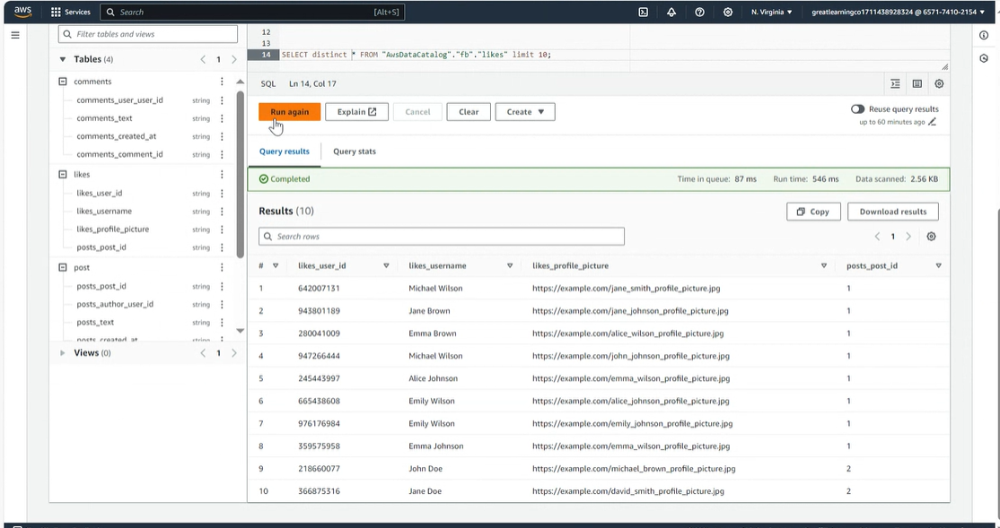 aws Services Search [Alt+S] N. Virginia greatlearningco1711438928324 @ 6571-7410-2154
Filter tables and views
Tables (4) 1
comments
comments_user_user_id string
comments_text string
comments_created_at string
comments_comment_id string
likes
likes_user_id string
likes_username string
likes_profile_picture string
posts_post_id string
post
posts_post_id string
posts_author_user_id string
posts_text string
posts_created_at string
Views (0) 1
12
13
14 SELECT distinct * FROM "AwsDataCatalog"."fb"."likes" limit 10;
SQL Ln 14, Col 17
Run again Explain Cancel Clear Create
Reuse query results
up to 60 minutes ago
Query results Query stats
Completed Time in queue: 87 ms Run time: 546 ms Data scanned: 2.56 KB
Results (10) Copy Download results
Search rows 1
# likes_user_id likes_username likes_profile_picture posts_post_id
1 642007131 Michael Wilson https://example.com/jane_smith_profile_picture.jpg 1
2 943801189 Jane Brown https://example.com/jane_johnson_profile_picture.jpg 1
3 280041009 Emma Brown https://example.com/alice_wilson_profile_picture.jpg 1
4 947266444 Michael Wilson https://example.com/john_johnson_profile_picture.jpg 1
5 245443997 Alice Johnson https://example.com/emma_wilson_profile_picture.jpg 1
6 665438608 Emily Wilson https://example.com/alice_johnson_profile_picture.jpg 1
7 976176984 Emily Wilson https://example.com/emily_johnson_profile_picture.jpg 1
8 359575958 Emma Johnson https://example.com/emma_wilson_profile_picture.jpg 1
9 218660077 John Doe https://example.com/michael_brown_profile_picture.jpg 2
10 366875316 Jane Doe https://example.com/david_smith_profile_picture.jpg 2